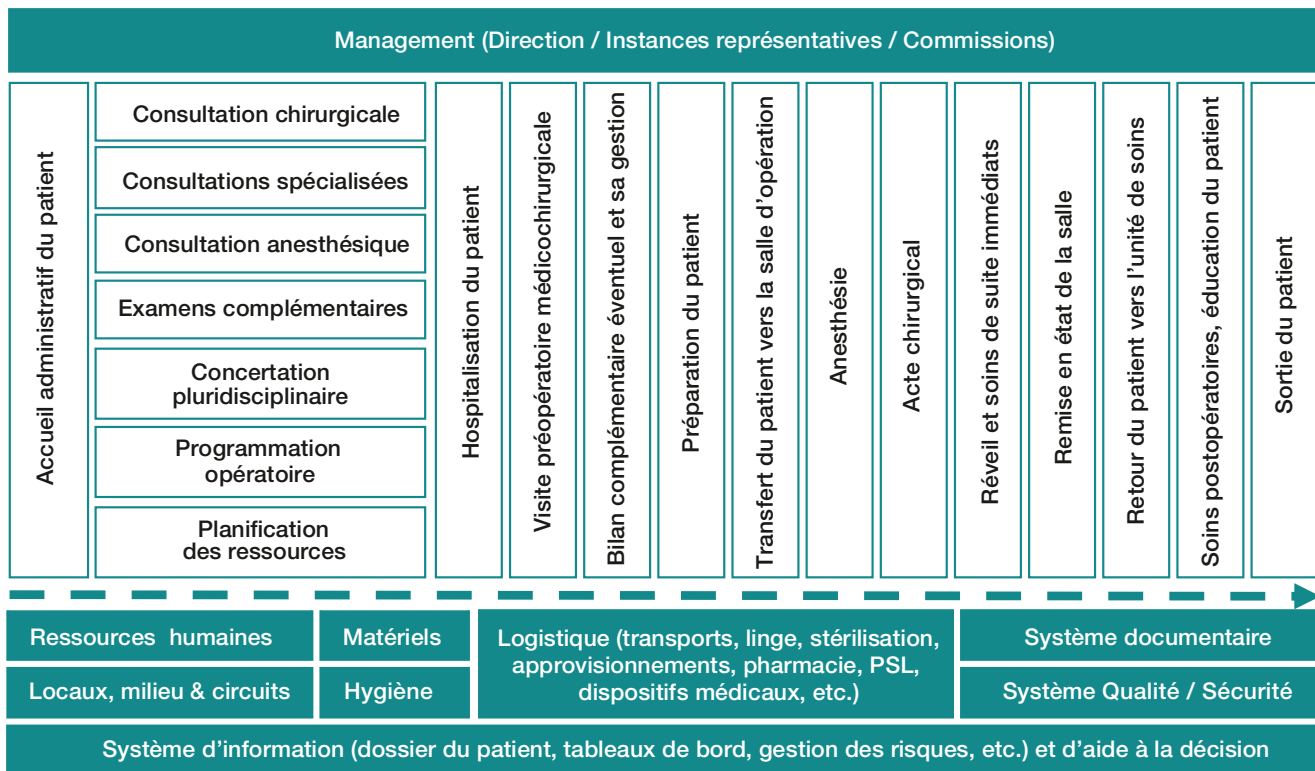 Management (Direction / Instances représentatives / Commissions)
Accueil administratif du patient
Consultation chirurgicale
Consultations spécialisées
Consultation anesthésique
Examens complémentaires
Concertation
pluridisciplinaire
Programmation
opératoire
Planification
des ressources
Hospitalisation du patient
Visite préopératoire médicochirurgicale
Bilan complémentaire éventuel et sa gestion
Préparation du patient
Transfert du patient vers la salle d'opération
Anesthésie
Acte chirurgical
Réveil et soins de suite immédiats
Remise en état de la salle
Retour du patient vers l'unité de soins
Soins postopératoires, éducation du patient
Sortie du patient
Ressources humaines
Matériels
Locaux, milieu & circuits
Hygiène
Logistique (transports, linge, stérilisation,
approvisionnements, pharmacie, PSL,
dispositifs médicaux, etc.)
Système documentaire
Système Qualité / Sécurité
Système d'information (dossier du patient, tableaux de bord, gestion des risques, etc.) et d'aide à la décision